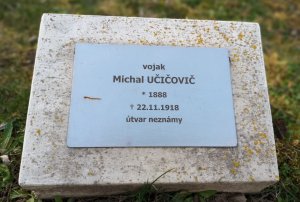 vojak
Michal UČIČOVIČ
* 1888
† 22.11.1918
útvar neznámy